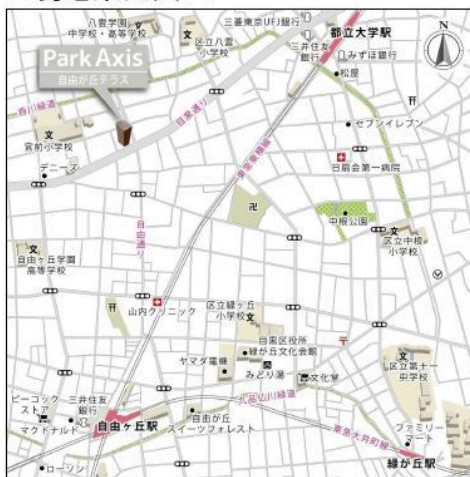 八雲学園
中学校・高等学校
三菱東京UFJ銀行
区立八雲
小学校
三井住友
銀行
都立大学駅
みずほ銀行
松屋
N
Park Axis
自由が丘テラス
呑川緑道
目黒通り
東急東横線
セブンイレブン
宮前小学校
デニーズ
日扇会第一病院
自由通り
卍
中根公園
区立中根
小学校
自由ヶ丘学園
高等学校
山内クリニック
区立緑ヶ丘
小学校
目黒区役所
緑が丘文化会館
ヤマダ電機
みどり湯
文化堂
〒
区立第十一
中学校
九品仏川緑道
ピーコック
ストア
三井住友
銀行
マクドナルド
自由ヶ丘駅
自由が丘
スイーツフォレスト
東急大井町線
ファミリー
マート
ローソン
緑が丘駅